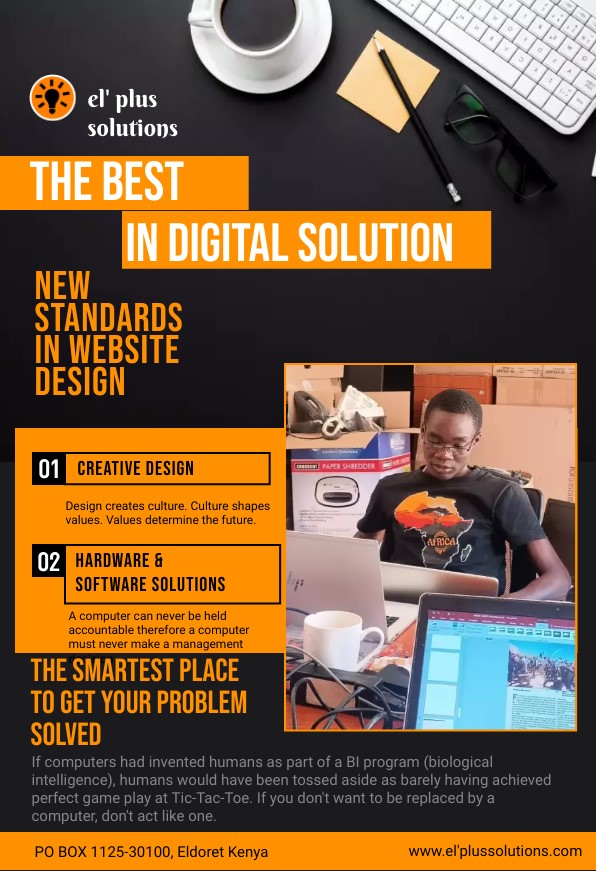 el' plus
solutions
THE BEST
IN DIGITAL SOLUTION
NEW
STANDARDS
IN WEBSITE
DESIGN
01
CREATIVE DESIGN
Design creates culture. Culture shapes
values. Values determine the future.
02
HARDWARE &
SOFTWARE SOLUTIONS
A computer can never be held
accountable therefore a computer
must never make a management
PAPER SHREDDER
AFRICA
THE SMARTEST PLACE
TO GET YOUR PROBLEM
SOLVED
If computers had invented humans as part of a BI program (biological
intelligence), humans would have been tossed aside as barely having achieved
perfect game play at Tic-Tac-Toe. If you don't want to be replaced by a
computer, don't act like one.
PO BOX 1125-30100, Eldoret Kenya
www.el'plussolutions.com